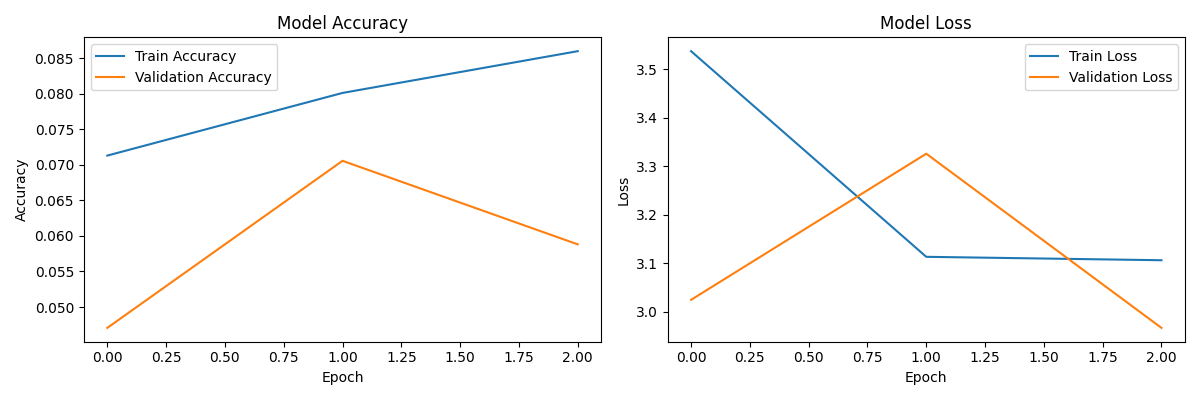 Model Accuracy
Train Accuracy
Validation Accuracy
0.085
0.080
0.075
0.070
0.065
0.060
0.055
0.050
Accuracy
0.00 0.25 0.50 0.75 1.00 1.25 1.50 1.75 2.00
Epoch
Model Loss
Train Loss
Validation Loss
3.5
3.4
3.3
3.2
3.1
3.0
Loss
0.00 0.25 0.50 0.75 1.00 1.25 1.50 1.75 2.00
Epoch